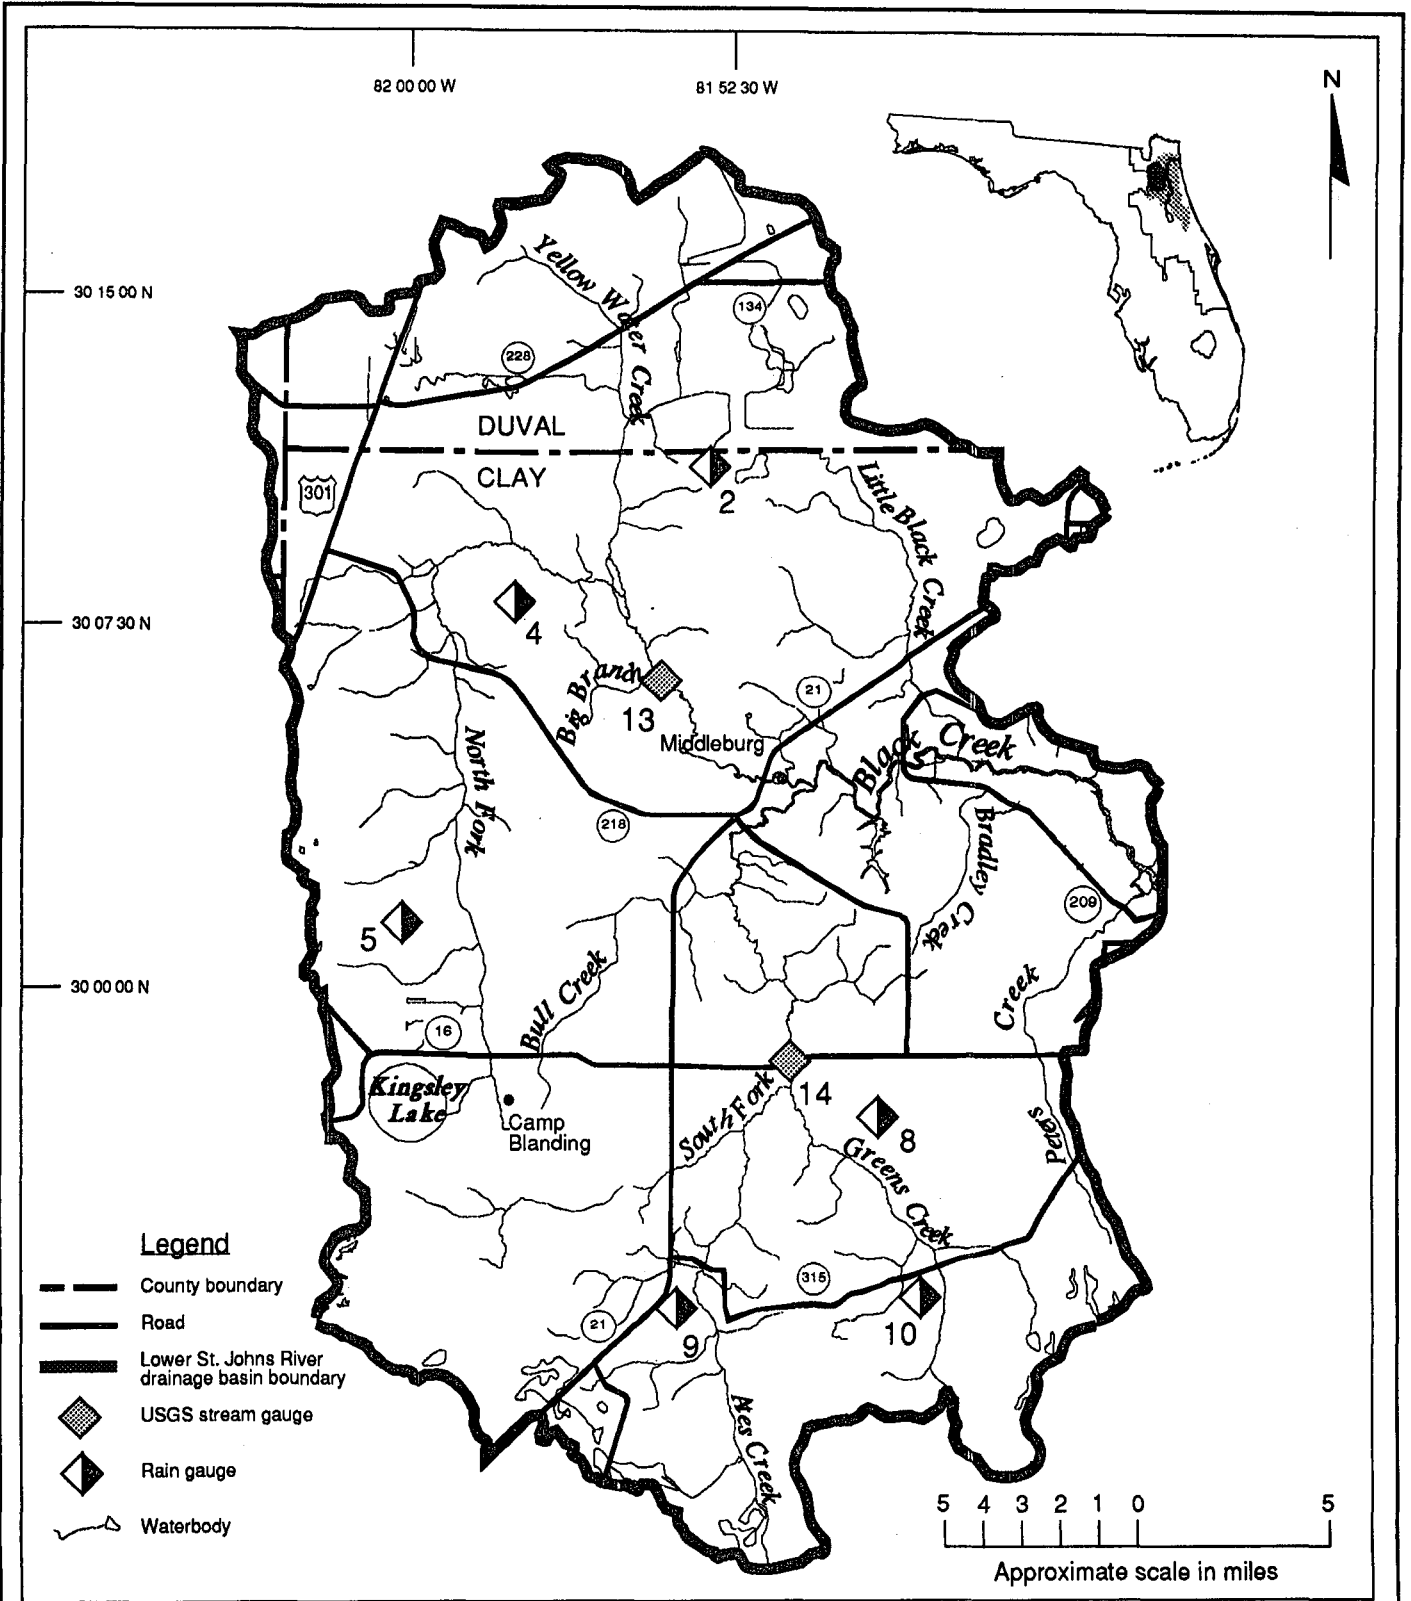 82 00 00 W
81 52 30 W
N
30 15 00 N
Yellow Water Creek
134
228
DUVAL
CLAY
301
2
Little Black Creek
30 07 30 N
4
Big Branch
13
21
Middleburg
Black Creek
North Fork
218
Bradley Creek
209
5
30 00 00 N
Bull Creek
Peters Creek
16
Kingsley
Lake
Camp
Blanding
14
South Fork
8
Greens Creek
315
21
9
10
Ates Creek
Legend
County boundary
Road
Lower St. Johns River
drainage basin boundary
USGS stream gauge
Rain gauge
Waterbody
5 4 3 2 1 0 5
Approximate scale in miles